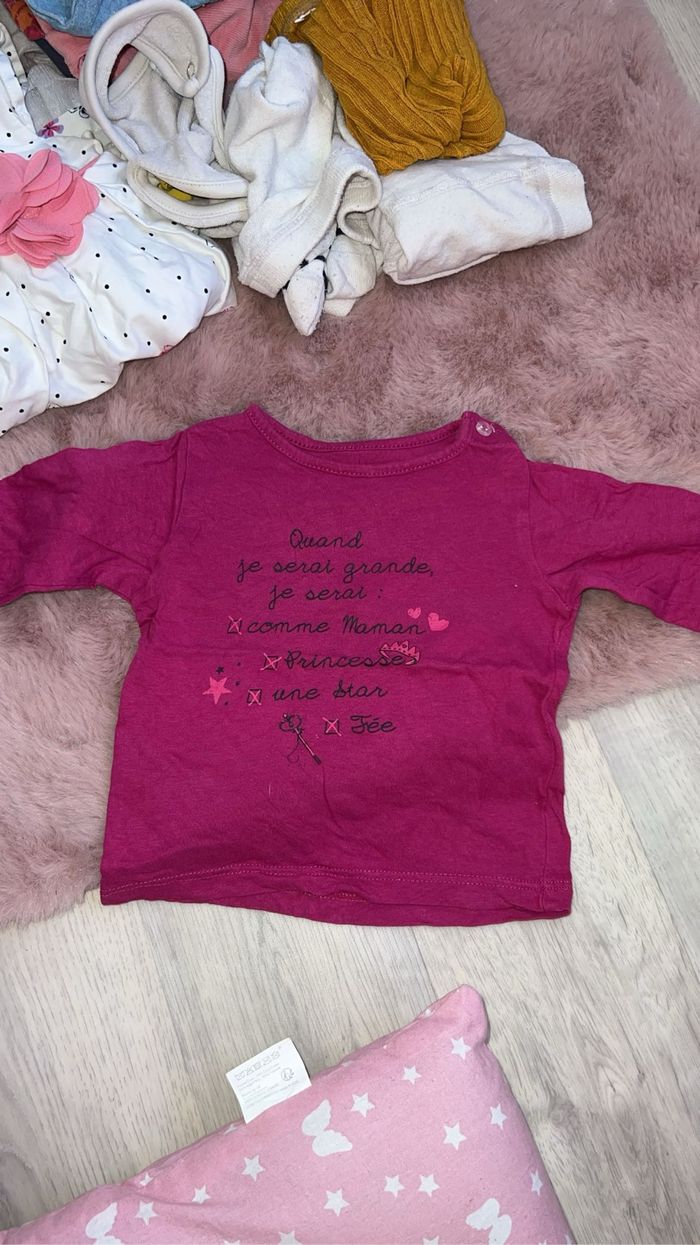 Quand
je serai grande,
je serai :
comme Maman
Princesse
une Star
Fée